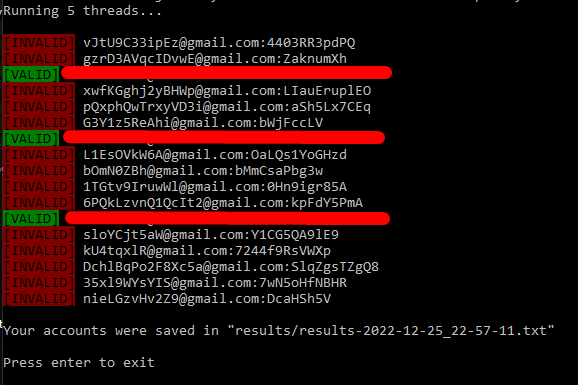 Running 5 threads...
[INVALID] vJtU9C33ipEz@gmail.com:4403RR3pdPQ
[INVALID] gzrD3AVqcIDvwE@gmail.com:ZaknumXh
[VALID]
[INVALID] xwfKGghj2yBHWp@gmail.com:LIauEruplEO
[INVALID] pQxphQwTrxyVD3i@gmail.com:aSh5Lx7CEq
[INVALID] G3Y1z5ReAhi@gmail.com:bWjFccLV
[VALID]
[INVALID] L1EsOVkW6A@gmail.com:OaLQs1YoGHzd
[INVALID] bOmN0ZBh@gmail.com:bMmCsaPbg3w
[INVALID] 1TGtv9IruwWl@gmail.com:0Hn9igr85A
[INVALID] 6PQkLzvnQ1QcIt2@gmail.com:kpFdY5PmA
[VALID]
[INVALID] sloYCjt5aW@gmail.com:Y1CG5QA9lE9
[INVALID] kU4tqxlR@gmail.com:7244f9RsVWXp
[INVALID] DchlBqPo2F8Xc5a@gmail.com:SlqZgsTZgQ8
[INVALID] 35xl9WYsYIS@gmail.com:7wN5oHfNBHR
[INVALID] nieLGzvHv2Z9@gmail.com:DcaHSh5V
Your accounts were saved in "results/results-2022-12-25_22-57-11.txt"
Press enter to exit